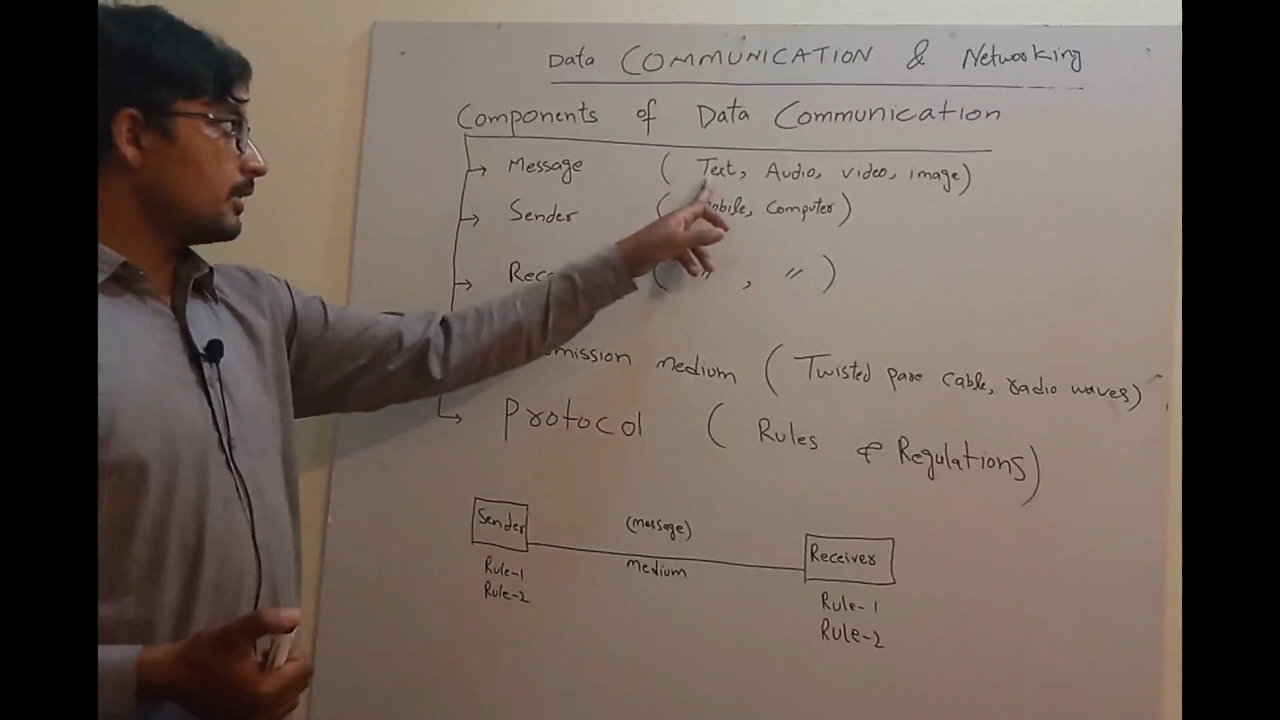 Data COMMUNICATION & Networking
Components of Data Communication
Message ( Text, Audio, video, image)
Sender ( , Computer)
( " , " )
medium ( Twisted pare cable, radio waves)
Protocol ( Rules & Regulations)
Sender (message) Receiver
medium
Rule-1
Rule-2
Rule-1
Rule-2